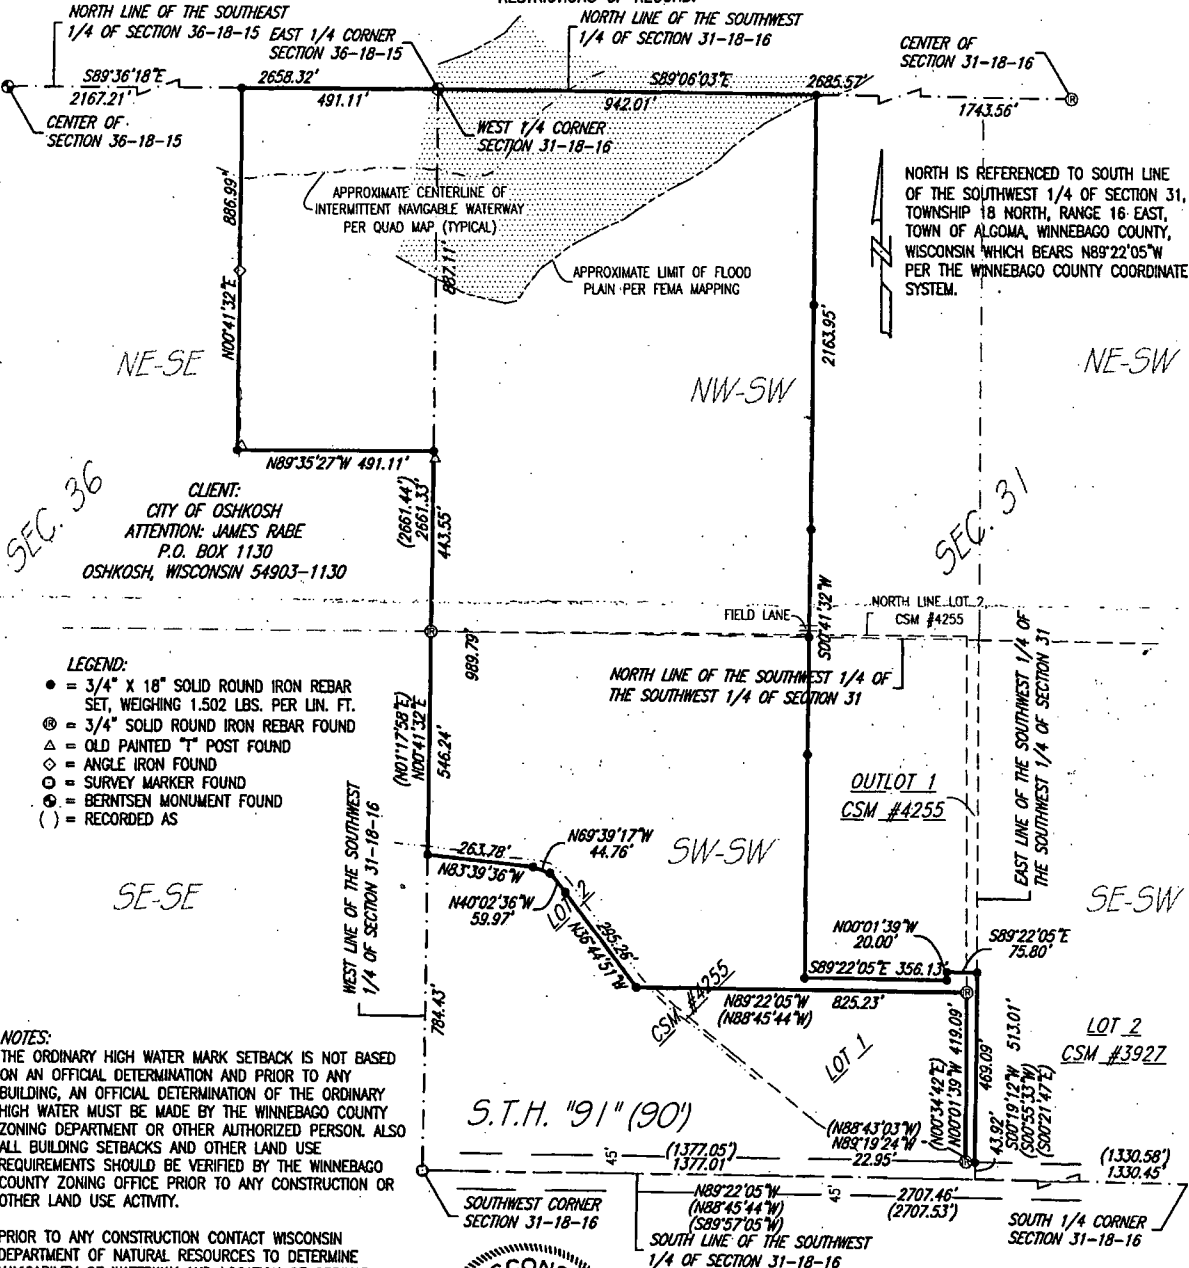 RESTRICTIONS OF RECORD.
NORTH LINE OF THE SOUTHEAST
1/4 OF SECTION 36-18-15
EAST 1/4 CORNER
SECTION 36-18-15
NORTH LINE OF THE SOUTHWEST
1/4 OF SECTION 31-18-16
CENTER OF
SECTION 31-18-16
S89°36'18"E
2167.21'
2658.32'
491.11'
S89°06'03"E
942.01'
2685.57'
1743.56'
CENTER OF
SECTION 36-18-15
WEST 1/4 CORNER
SECTION 31-18-16
APPROXIMATE CENTERLINE OF
INTERMITTENT NAVIGABLE WATERWAY
PER QUAD MAP (TYPICAL)
886.99'
N00°41'32"E
887.11'
APPROXIMATE LIMIT OF FLOOD
PLAIN PER FEMA MAPPING
NORTH IS REFERENCED TO SOUTH LINE
OF THE SOUTHWEST 1/4 OF SECTION 31,
TOWNSHIP 18 NORTH, RANGE 16 EAST,
TOWN OF ALGOMA, WINNEBAGO COUNTY,
WISCONSIN WHICH BEARS N89°22'05"W
PER THE WINNEBAGO COUNTY COORDINATE
SYSTEM.
2163.95'
NE-SE
NW-SW
NE-SW
N89°35'27"W 491.11'
SEC. 36
CLIENT:
CITY OF OSHKOSH
ATTENTION: JAMES RABE
P.O. BOX 1130
OSHKOSH, WISCONSIN 54903-1130
(2661.44')
2661.33'
443.55'
SEC. 31
FIELD LANE
S00°41'32"W
NORTH LINE LOT 2
CSM #4255
NORTH LINE OF THE SOUTHWEST 1/4 OF
THE SOUTHWEST 1/4 OF SECTION 31
989.79'
LEGEND:
● = 3/4" X 18" SOLID ROUND IRON REBAR
SET, WEIGHING 1.502 LBS. PER LIN. FT.
® = 3/4" SOLID ROUND IRON REBAR FOUND
△ = OLD PAINTED "T" POST FOUND
◇ = ANGLE IRON FOUND
= SURVEY MARKER FOUND
= BERNTSEN MONUMENT FOUND
( ) = RECORDED AS
(N01°17'58"E)
N00°41'32"E
546.24'
EAST LINE OF THE SOUTHWEST 1/4 OF
THE SOUTHWEST 1/4 OF SECTION 31
OUTLOT 1
CSM #4255
WEST LINE OF THE SOUTHWEST
1/4 OF SECTION 31-18-16
263.78'
N83°39'36"W
N69°39'17"W
44.76'
SW-SW
SE-SE
SE-SW
N40°02'36"W
59.97'
LOT 2
295.26'
N36°44'51"W
CSM #4255
N00°01'39"W
20.00'
S89°22'05"E
75.80'
S89°22'05"E 356.13'
N89°22'05"W 825.23'
(N88°45'44"W)
784.43'
LOT 1
(N00°34'42"E)
N00°01'39"W 419.09'
469.09'
43.92'
S00°19'12"W 513.01'
(S00°55'33"W)
(S00°21'47"E)
LOT 2
CSM #3927
NOTES:
THE ORDINARY HIGH WATER MARK SETBACK IS NOT BASED
ON AN OFFICIAL DETERMINATION AND PRIOR TO ANY
BUILDING, AN OFFICIAL DETERMINATION OF THE ORDINARY
HIGH WATER MUST BE MADE BY THE WINNEBAGO COUNTY
ZONING DEPARTMENT OR OTHER AUTHORIZED PERSON. ALSO
ALL BUILDING SETBACKS AND OTHER LAND USE
REQUIREMENTS SHOULD BE VERIFIED BY THE WINNEBAGO
COUNTY ZONING OFFICE PRIOR TO ANY CONSTRUCTION OR
OTHER LAND USE ACTIVITY.
S.T.H. "91" (90')
(N88°43'03"W)
N89°19'24"W
22.95'
45'
(1377.05')
1377.01
(1330.58')
1330.45'
SOUTHWEST CORNER
SECTION 31-18-16
N89°22'05"W
(N88°45'44"W)
(S89°57'05"W)
45'
2707.46'
(2707.53')
SOUTH LINE OF THE SOUTHWEST
1/4 OF SECTION 31-18-16
SOUTH 1/4 CORNER
SECTION 31-18-16
PRIOR TO ANY CONSTRUCTION CONTACT WISCONSIN
DEPARTMENT OF NATURAL RESOURCES TO DETERMINE